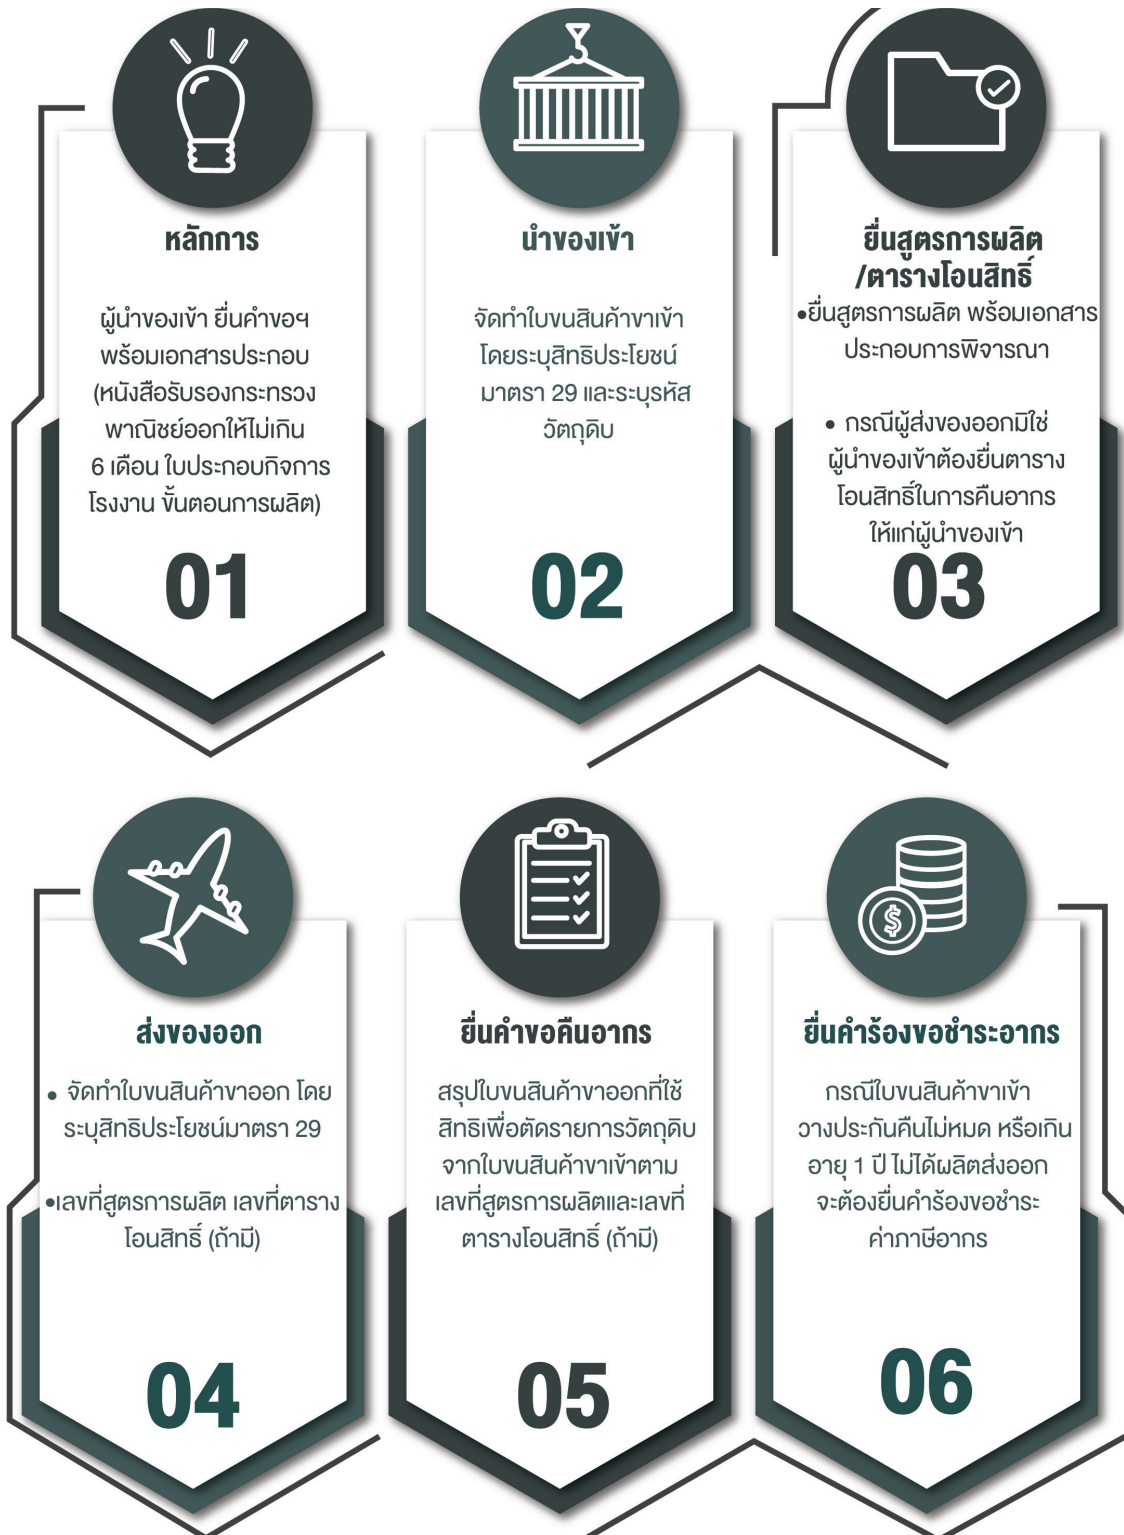 หลักการ
ผู้นำของเข้า ยื่นคำขอฯ
พร้อมเอกสารประกอบ
(หนังสือรับรองกระทรวง
พาณิชย์ออกให้ไม่เกิน
6 เดือน ใบประกอบกิจการ
โรงงาน ขั้นตอนการผลิต)
01
นำของเข้า
จัดทำใบขนสินค้าขาเข้า
โดยระบุสิทธิประโยชน์
มาตรา 29 และระบุรหัส
วัตถุดิบ
02
ยื่นสูตรการผลิต
/ตารางโอนสิทธิ์
•ยื่นสูตรการผลิต พร้อมเอกสาร
ประกอบการพิจารณา
• กรณีผู้ส่งของออกมิใช่
ผู้นำของเข้าต้องยื่นตาราง
โอนสิทธิ์ในการคืนอากร
ให้แก่ผู้นำของเข้า
03
ส่งของออก
• จัดทำใบขนสินค้าขาออก โดย
ระบุสิทธิประโยชน์มาตรา 29
•เลขที่สูตรการผลิต เลขที่ตาราง
โอนสิทธิ์ (ถ้ามี)
04
ยื่นคำขอคืนอากร
สรุปใบขนสินค้าขาออกที่ใช้
สิทธิเพื่อตัดรายการวัตถุดิบ
จากใบขนสินค้าขาเข้าตาม
เลขที่สูตรการผลิตและเลขที่
ตารางโอนสิทธิ์ (ถ้ามี)
05
ยื่นคำร้องขอชำระอากร
กรณีใบขนสินค้าขาเข้า
วางประกันคืนไม่หมด หรือเกิน
อายุ 1 ปี ไม่ได้ผลิตส่งออก
จะต้องยื่นคำร้องขอชำระ
ค่าภาษีอากร
06
$